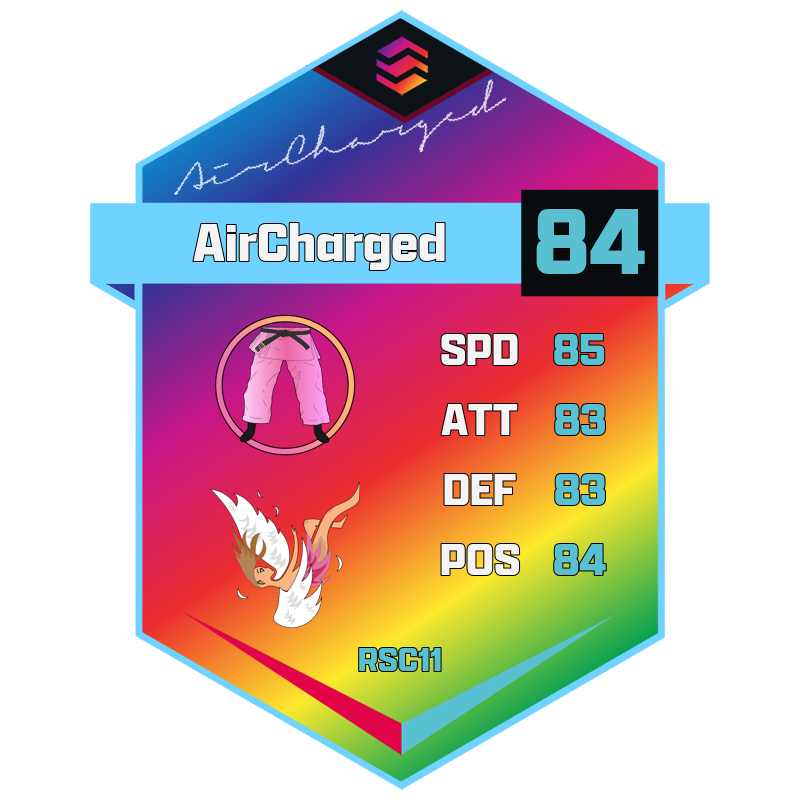 AirCharged
AirCharged 84
SPD 85
ATT 83
DEF 83
POS 84
RSC11